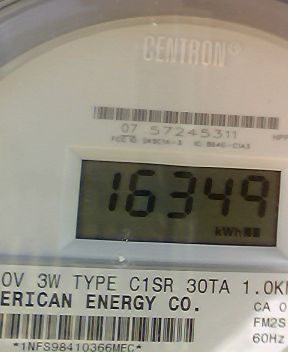 CENTRON
07 57245311
16349
kWh
0V 3W TYPE C1SR 30TA 1.0K
ERICAN ENERGY CO.
CA 0
FM2S
60Hz
*1NFS98410366MEC*